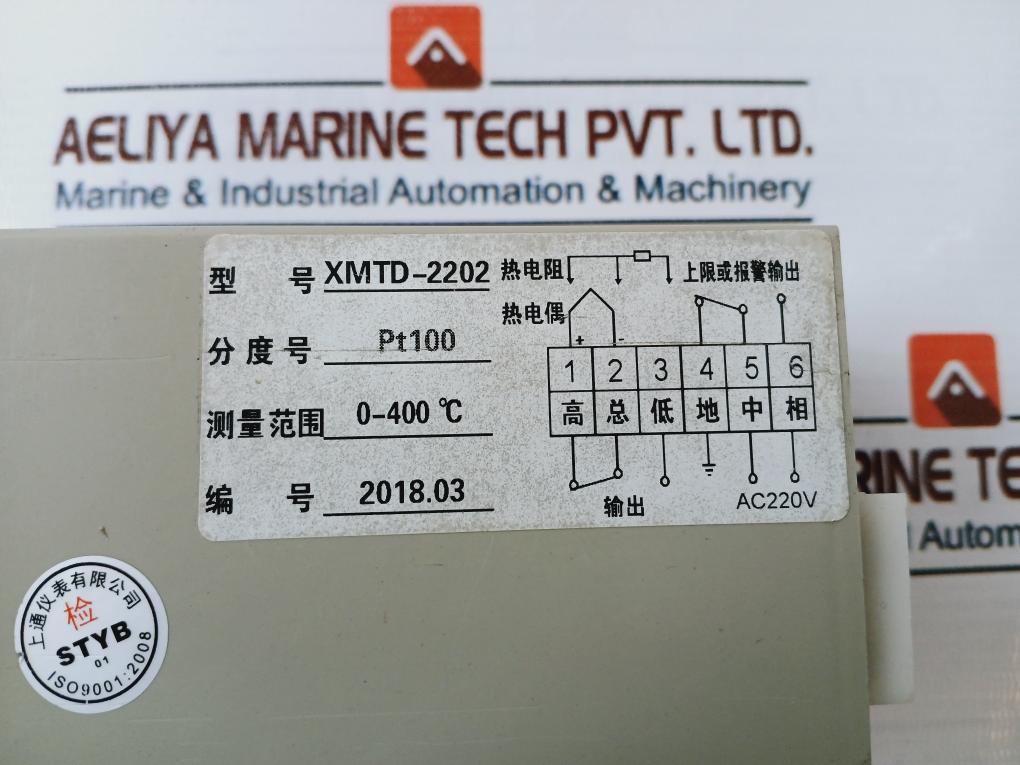 AELIYA MARINE TECH PVT. LTD.
Marine & Industrial Automation & Machinery
型 号 XMTD-2202
分度号 Pt100
测量范围 0-400 ℃
编 号 2018.03
热电阻
热电偶
上限或报警输出
+ -
1 2 3 4 5 6
高 总 低 地 中 相
输出
AC220V
上通仪表有限公司
检
STYB
01
ISO9001:2008
RINE TE
Autom